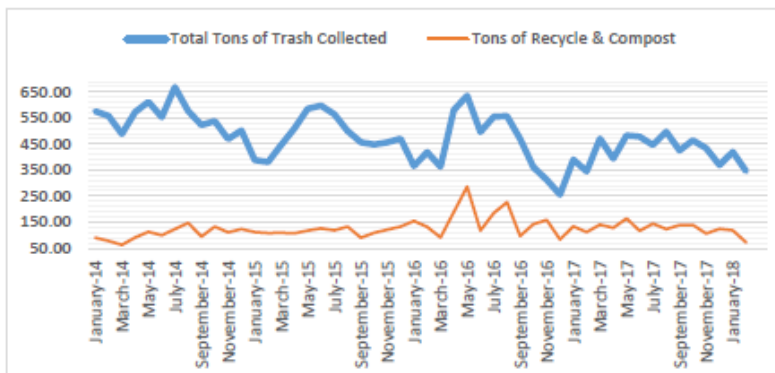 Total Tons of Trash Collected Tons of Recycle & Compost
650.00
550.00
450.00
350.00
250.00
150.00
50.00
January-14
March-14
May-14
July-14
September-14
November-14
January-15
March-15
May-15
July-15
September-15
November-15
January-16
March-16
May-16
July-16
September-16
November-16
January-17
March-17
May-17
July-17
September-17
November-17
January-18